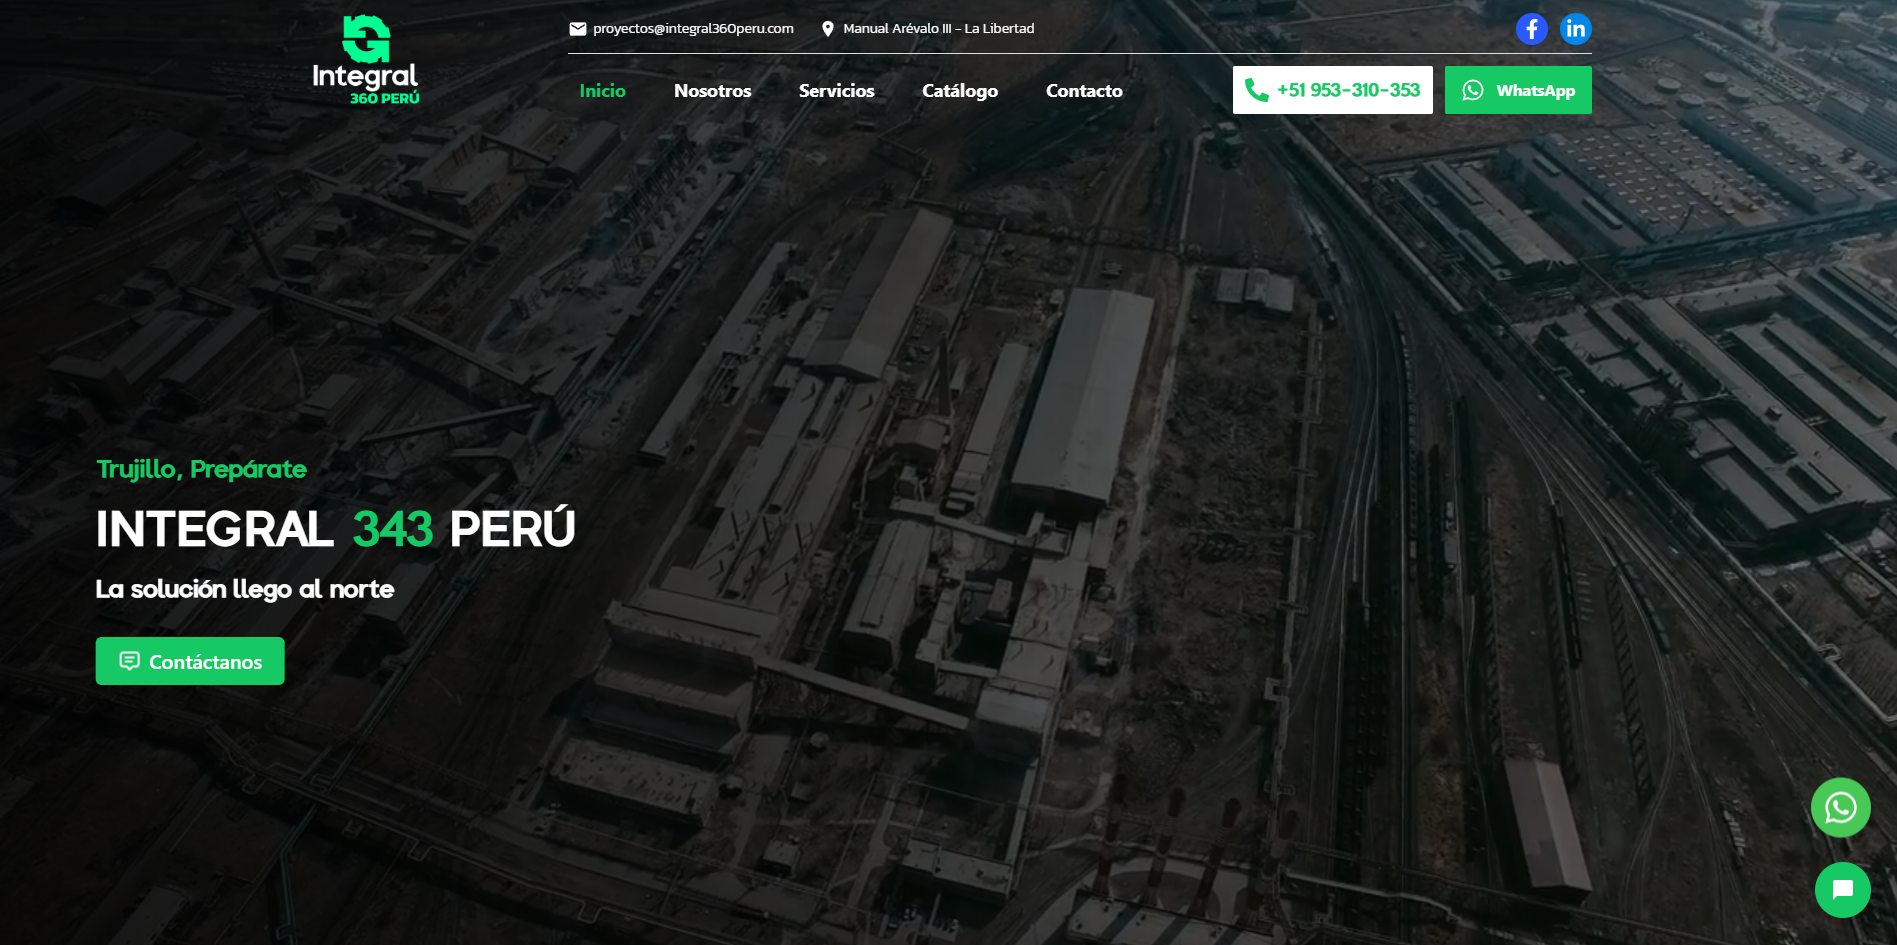 Integral
360 PERÚ
proyectos@integral360peru.com
Manual Arévalo III - La Libertad
Inicio
Nosotros
Servicios
Catálogo
Contacto
+51 953-310-353
WhatsApp
Trujillo, Prepárate
INTEGRAL 343 PERÚ
La solución llego al norte
Contáctanos